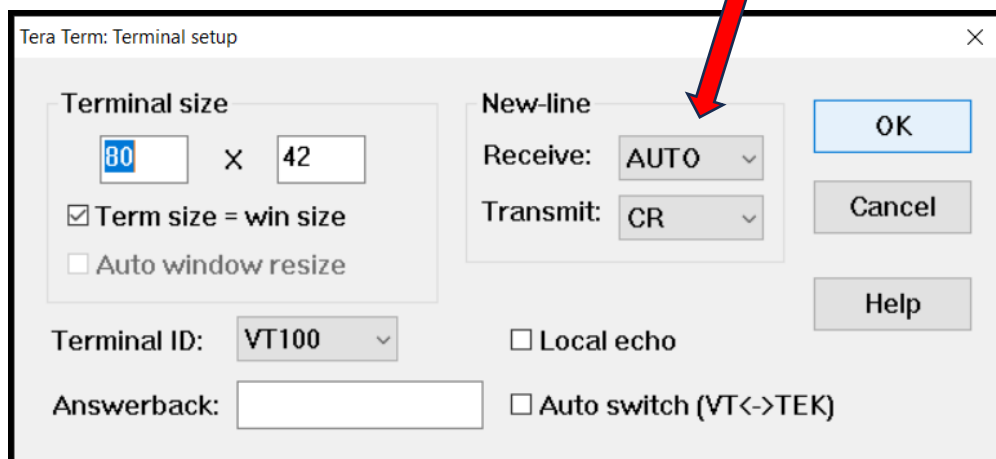 Tera Term: Terminal setup
Terminal size
80 X 42
Term size = win size
Auto window resize
New-line
Receive: AUTO
Transmit: CR
OK
Cancel
Help
Terminal ID: VT100
Local echo
Answerback:
Auto switch (VT<->TEK)